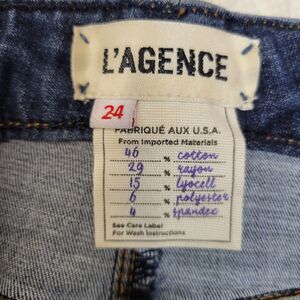 L'AGENCE
24
FABRIQUÉ AUX U.S.A.
From Imported Materials
46 % cotton
29 % rayon
15 % lyocell
6 % polyester
4 % spandex
See Care Label
For Wash Instructions